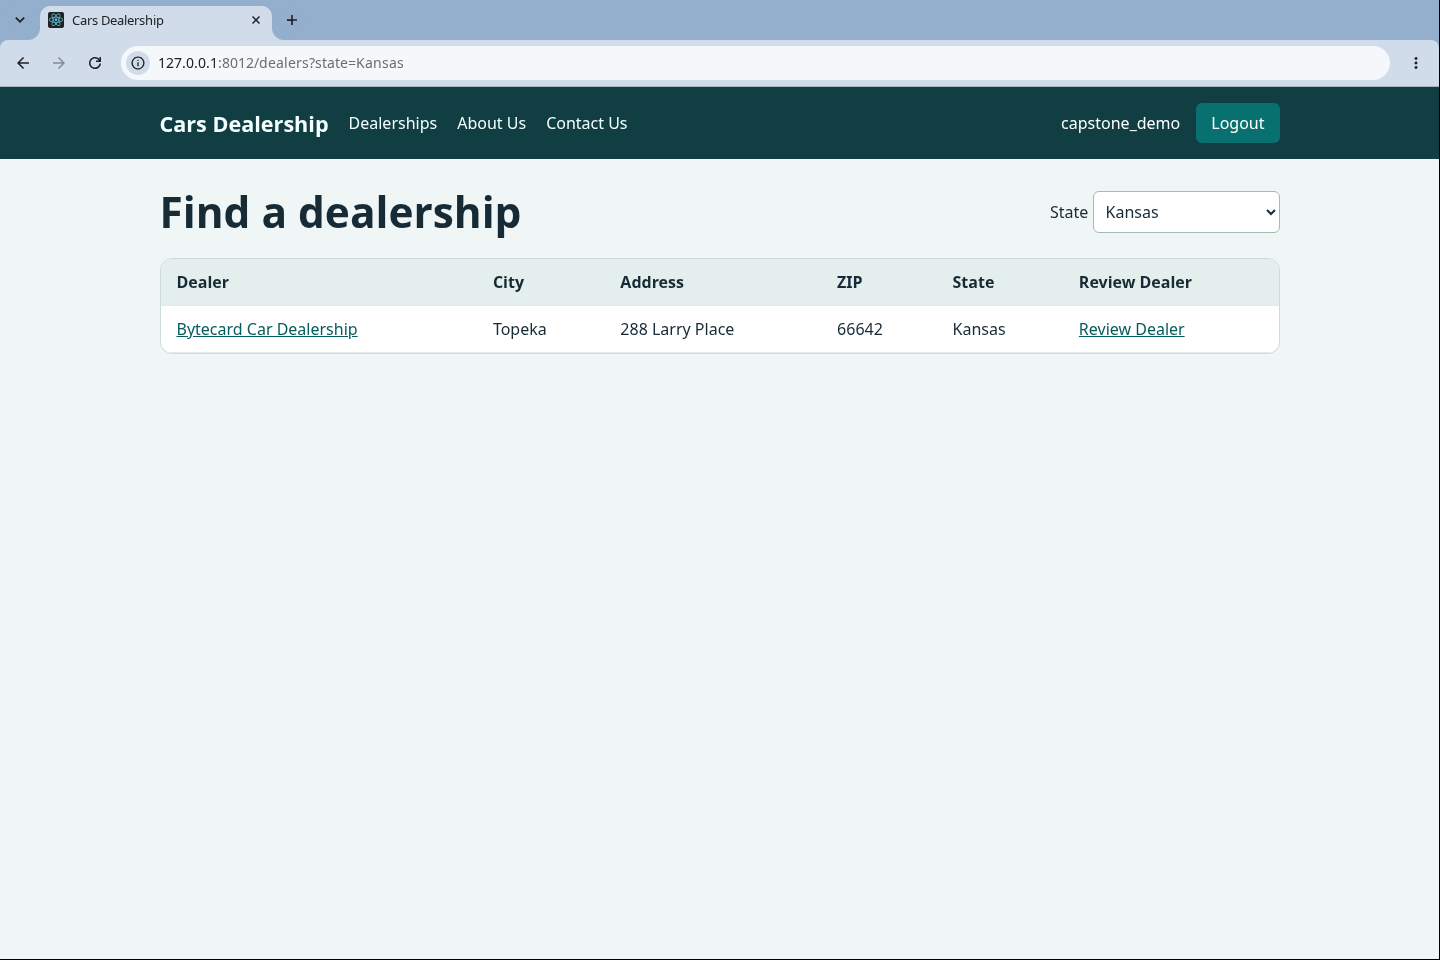 Cars Dealership
127.0.0.1:8012/dealers?state=Kansas
Cars Dealership Dealerships About Us Contact Us capstone_demo Logout
Find a dealership State Kansas
Dealer City Address ZIP State Review Dealer
Bytecard Car Dealership Topeka 288 Larry Place 66642 Kansas Review Dealer